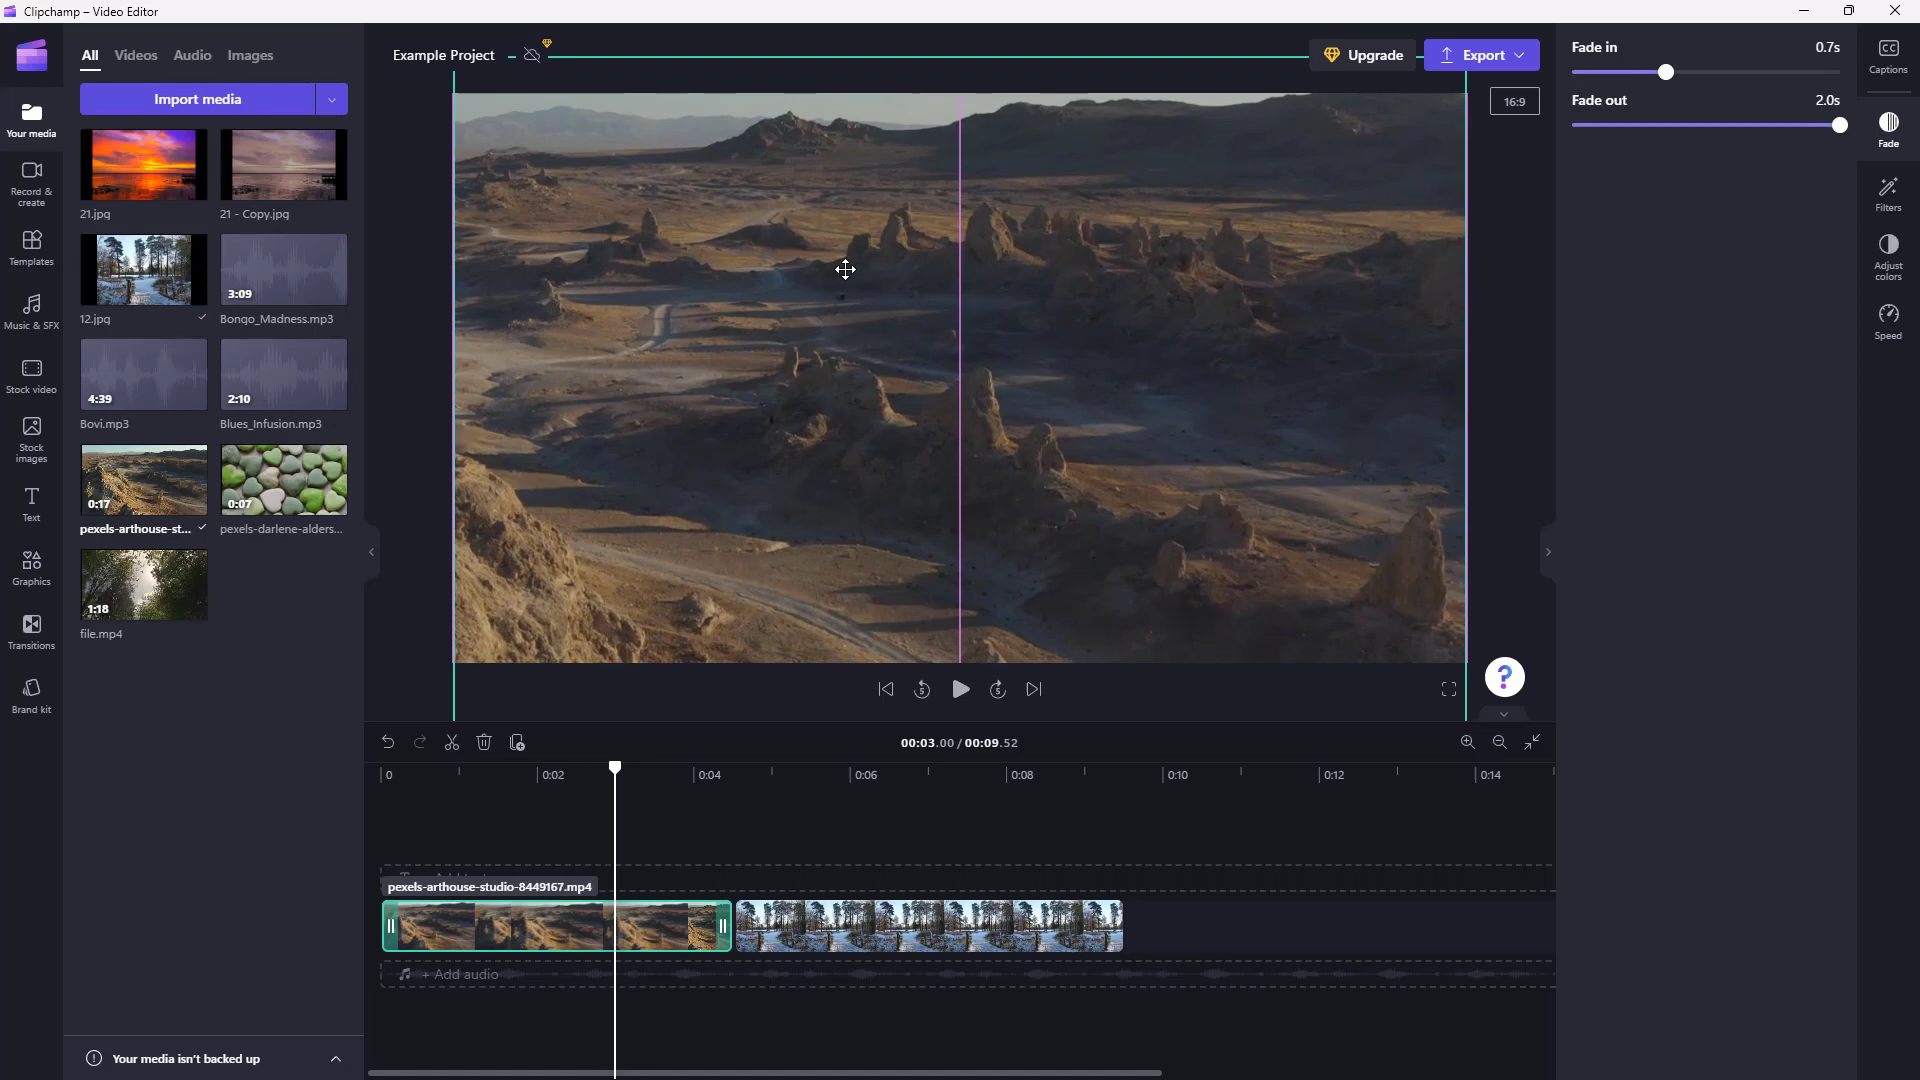 Clipchamp – Video Editor
All Videos Audio Images
Import media
Your media
Record & create
Templates
Music & SFX
Stock video
Stock images
Text
Graphics
Transitions
Brand kit
21.jpg
21 - Copy.jpg
12.jpg
3:09
Bongo_Madness.mp3
4:39
Bovi.mp3
2:10
Blues_Infusion.mp3
0:17
pexels-arthouse-st...
0:07
pexels-darlene-alders...
1:18
file.mp4
Your media isn't backed up
Example Project
Upgrade
Export
16:9
?
5
5
00:03.00 / 00:09.52
0
0:02
0:04
0:06
0:08
0:10
0:12
0:14
pexels-arthouse-studio-8449167.mp4
+ Add audio
Fade in 0.7s
Fade out 2.0s
CC
Captions
Fade
Filters
Adjust colors
Speed